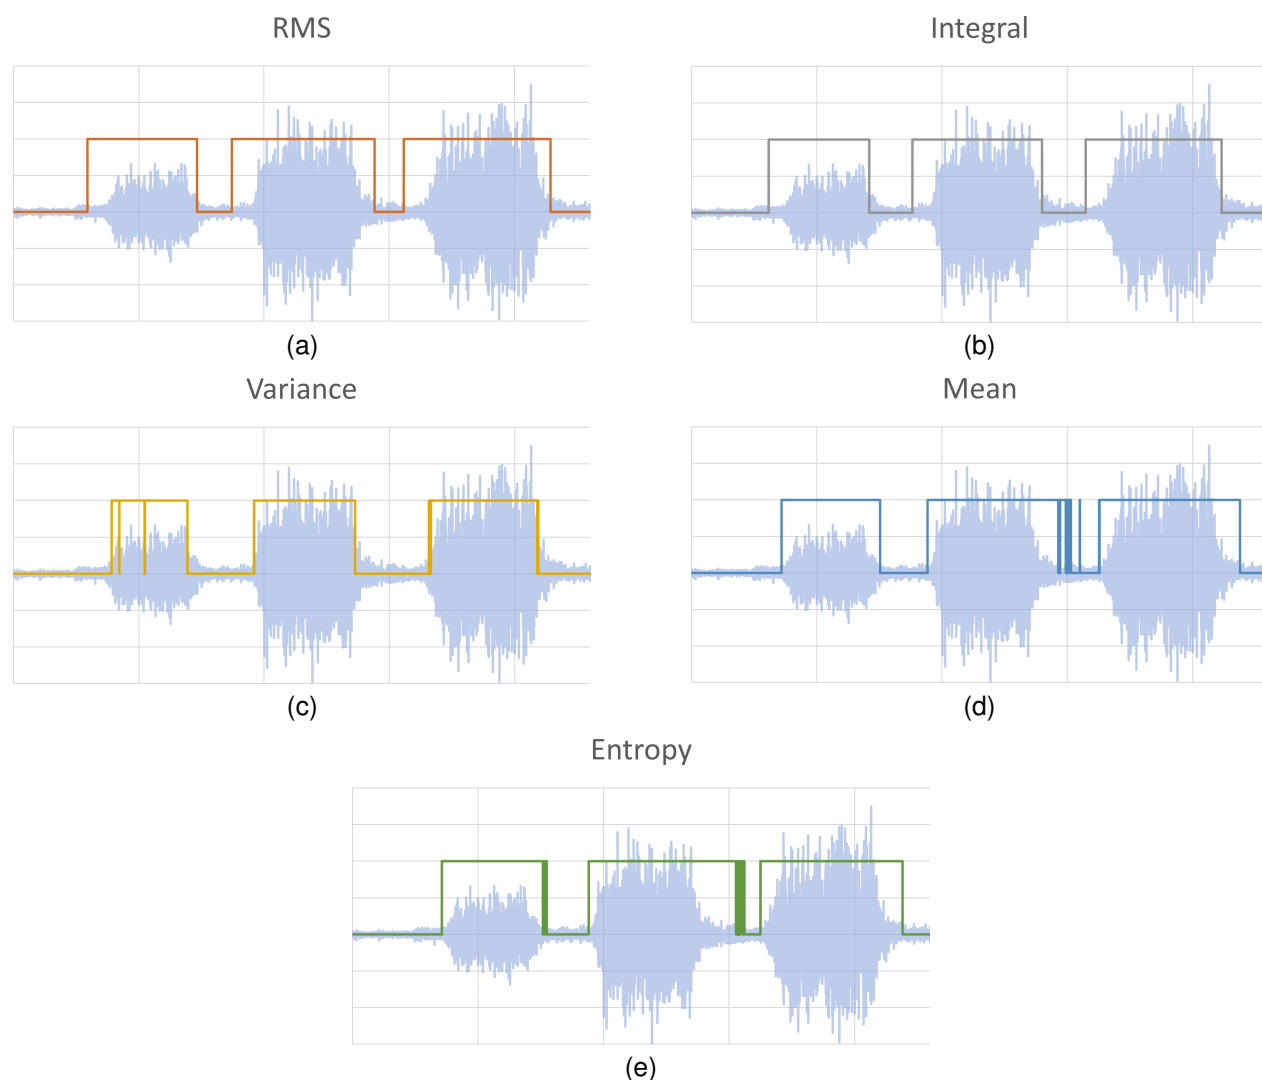 RMS
Integral
(a)
(b)
Variance
Mean
(c)
(d)
Entropy
(e)